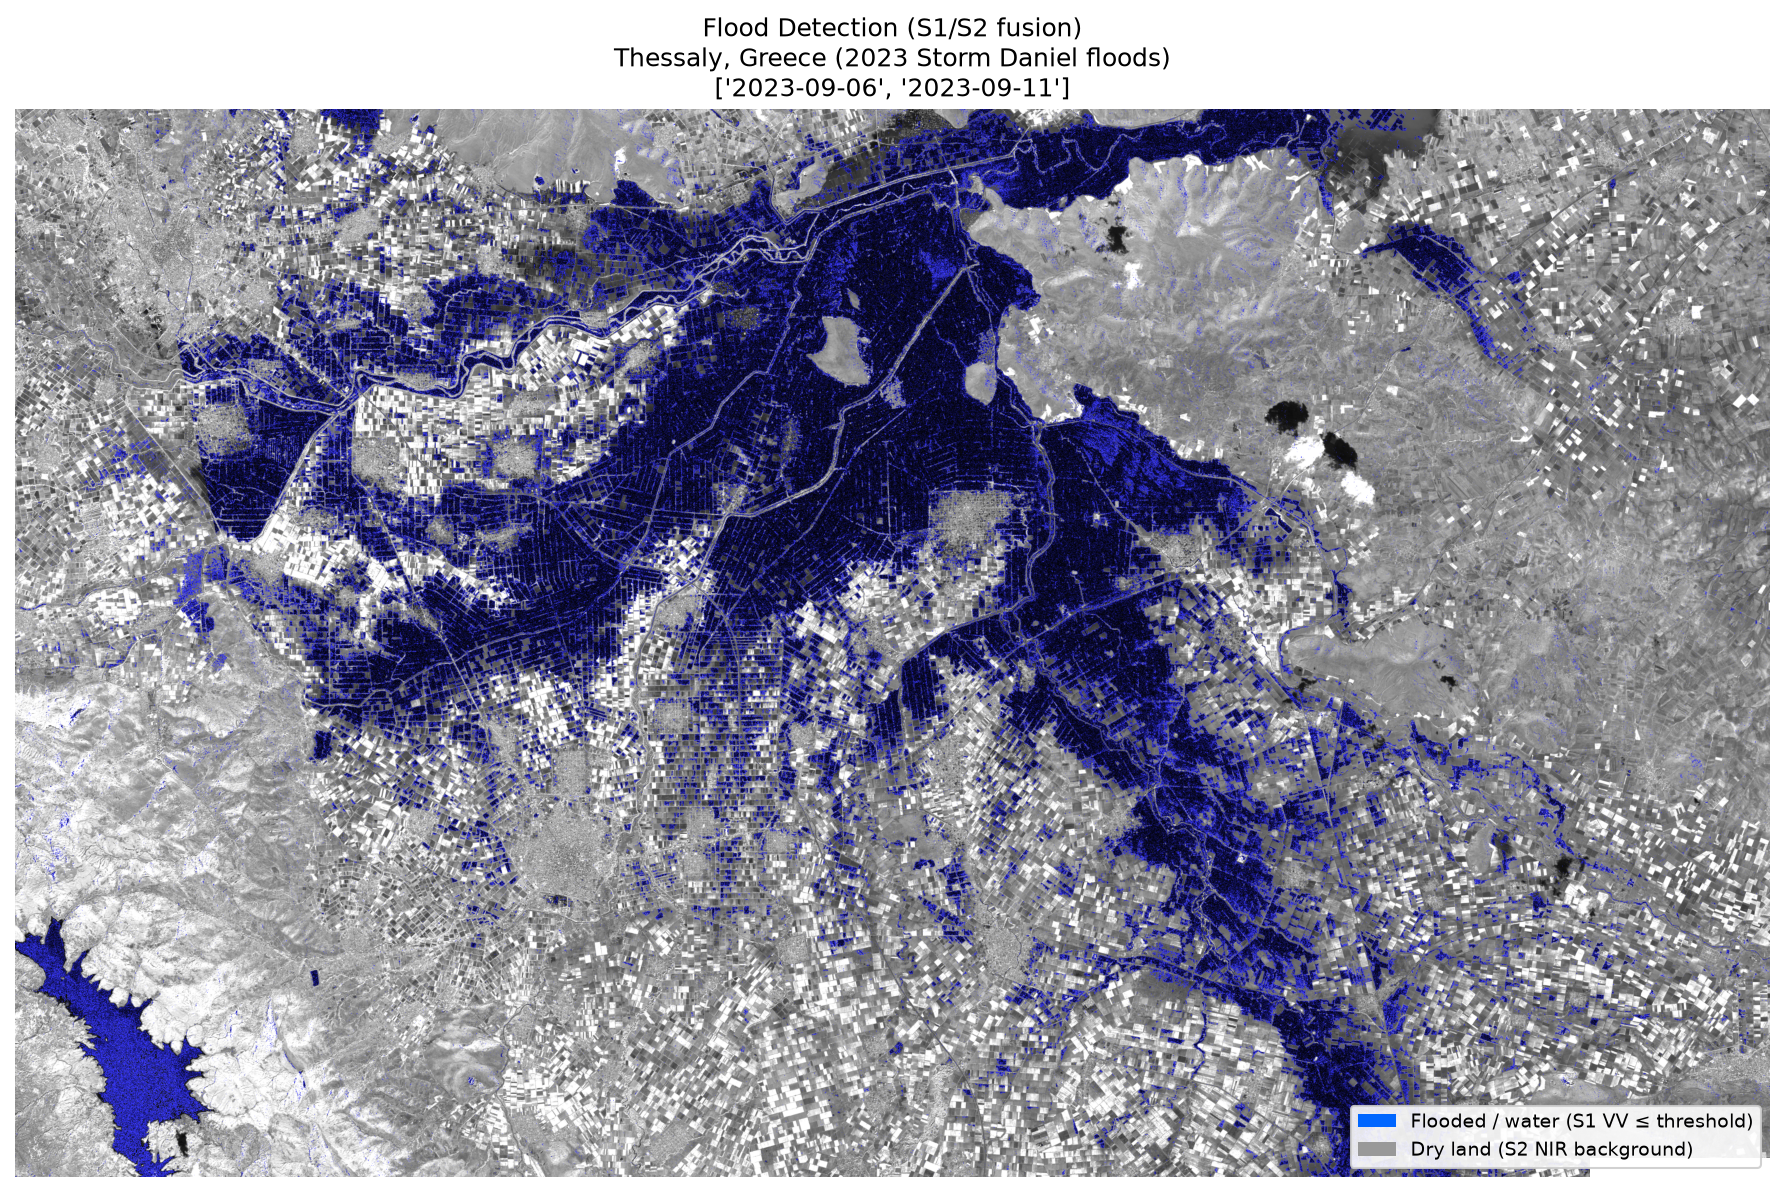 Flood Detection (S1/S2 fusion)
Thessaly, Greece (2023 Storm Daniel floods)
['2023-09-06', '2023-09-11']
Flooded / water (S1 VV ≤ threshold)
Dry land (S2 NIR background)